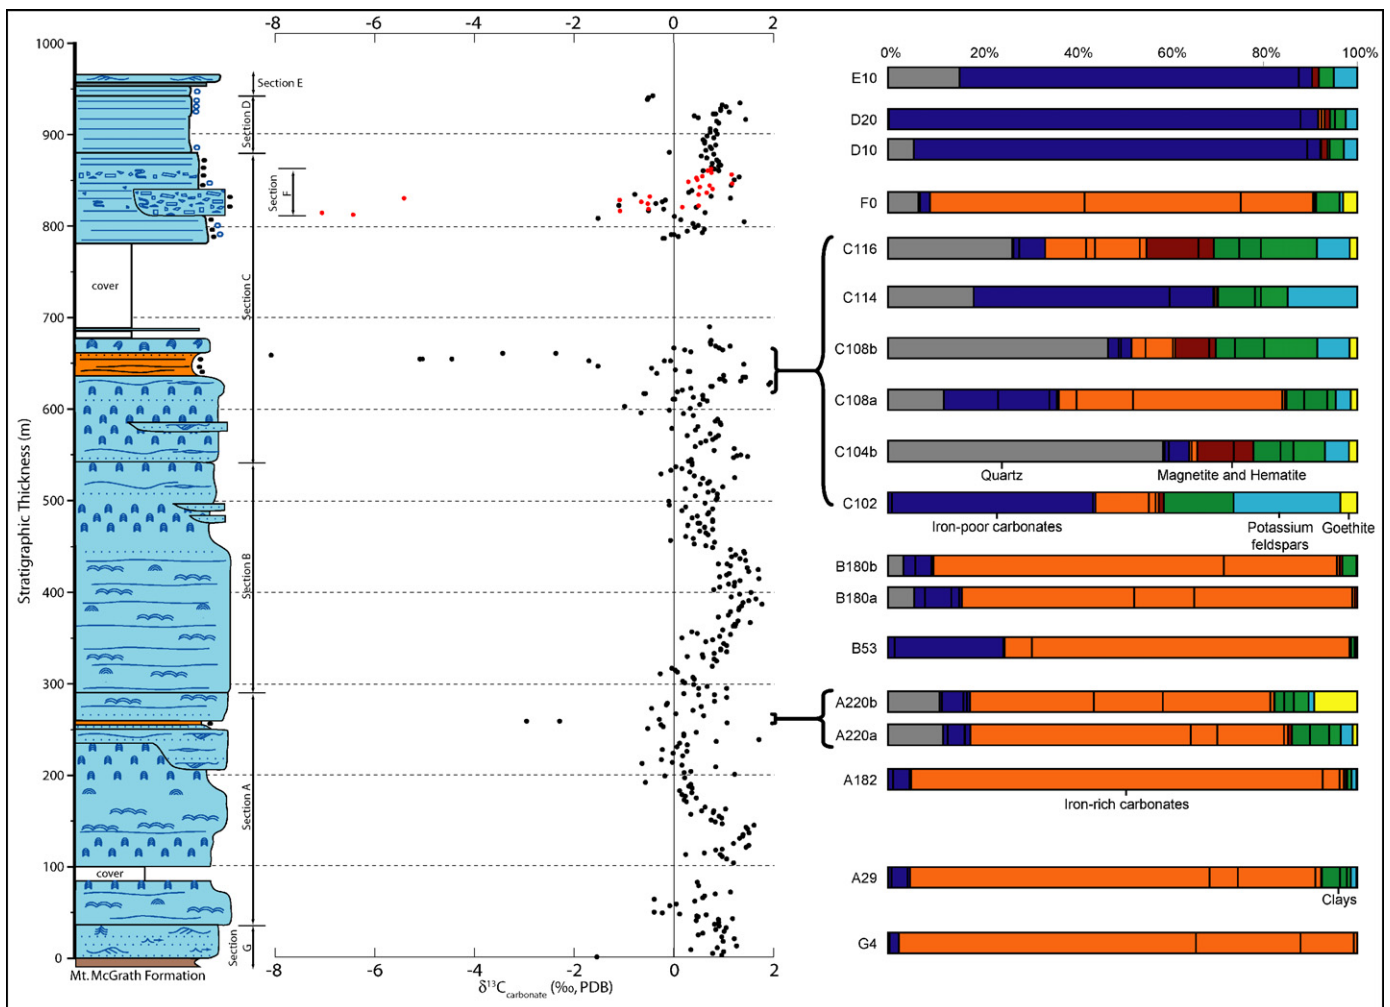 -8 -6 -4 -2 0 2
0% 20% 40% 60% 80% 100%
1000
900
800
700
600
500
400
300
200
100
0
Stratigraphic Thickness (m)
cover
cover
Mt. McGrath Formation
Section E
Section D
Section C
Section F
Section B
Section A
Section G
-8 -6 -4 -2 0 2
δ¹³C carbonate (‰, PDB)
E10
D20
D10
F0
C116
C114
C108b
C108a
C104b
Quartz Magnetite and Hematite
C102
Iron-poor carbonates Potassium feldspars Goethite
B180b
B180a
B53
A220b
A220a
A182
Iron-rich carbonates
A29
Clays
G4